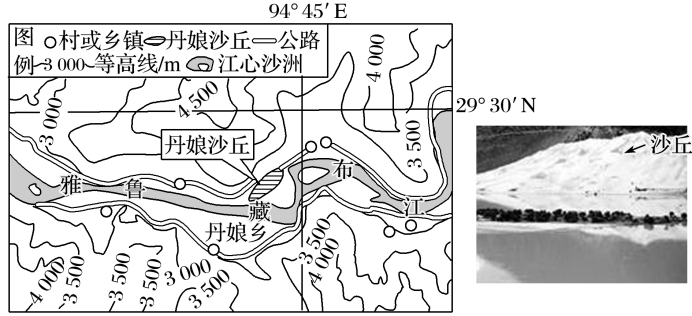 94°45′E
图 村或乡镇 丹娘沙丘 公路
例 3 000 等高线/m 江心沙洲
29°30′N
3 000
4 500
4 000
3 500
丹娘沙丘
雅 鲁 藏 布 江
丹娘乡
4 000
3 500
3 500
3 000
3 500
3 500
4 000
沙丘